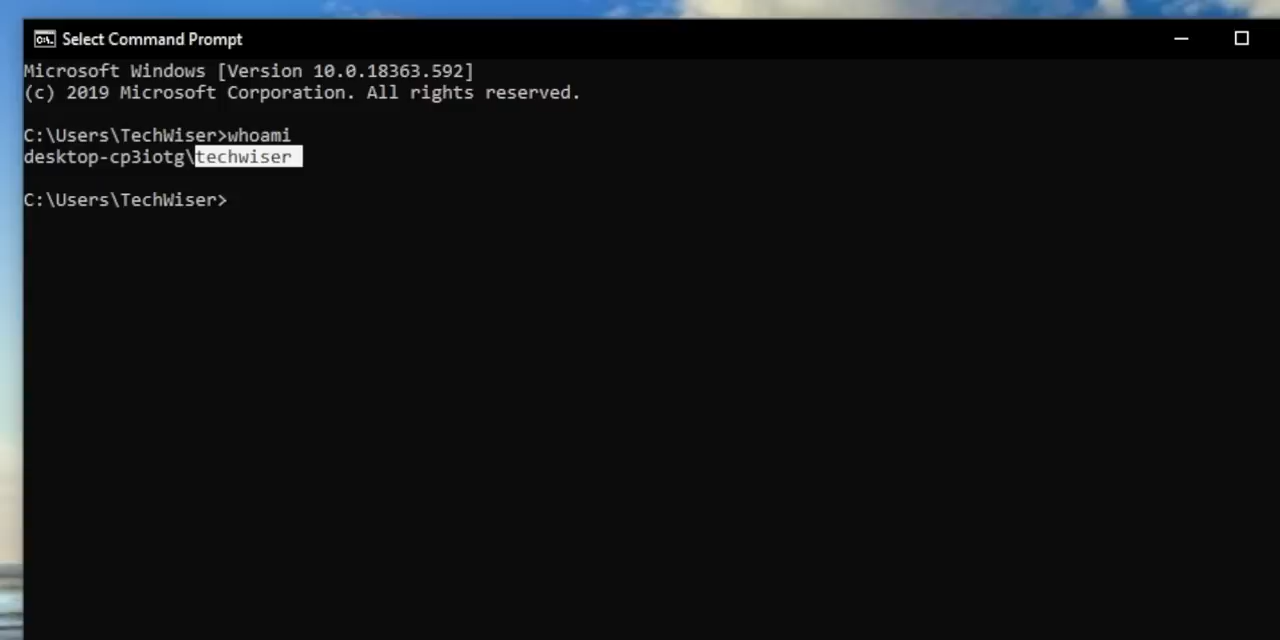 Select Command Prompt
Microsoft Windows [Version 10.0.18363.592]
(c) 2019 Microsoft Corporation. All rights reserved.
C:\Users\TechWiser>whoami
desktop-cp3iotg\techwiser
C:\Users\TechWiser>